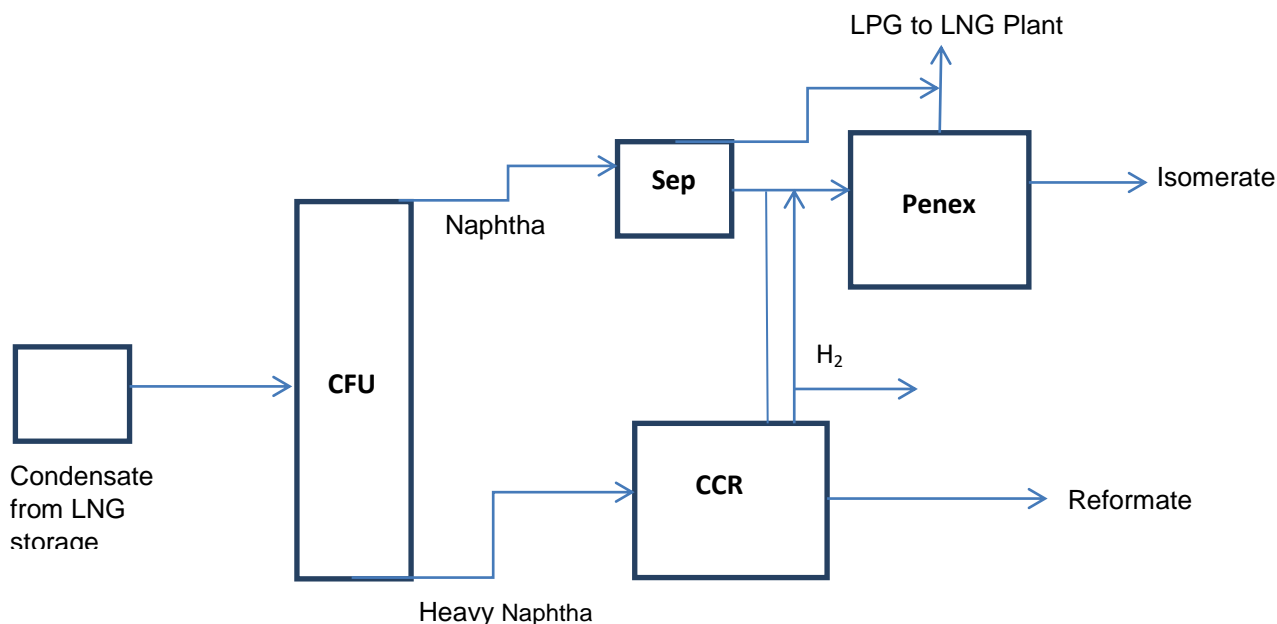 LPG to LNG Plant
Sep
Penex
Isomerate
Naphtha
CFU
H₂
Condensate
from LNG
storage
CCR
Reformate
Heavy Naphtha